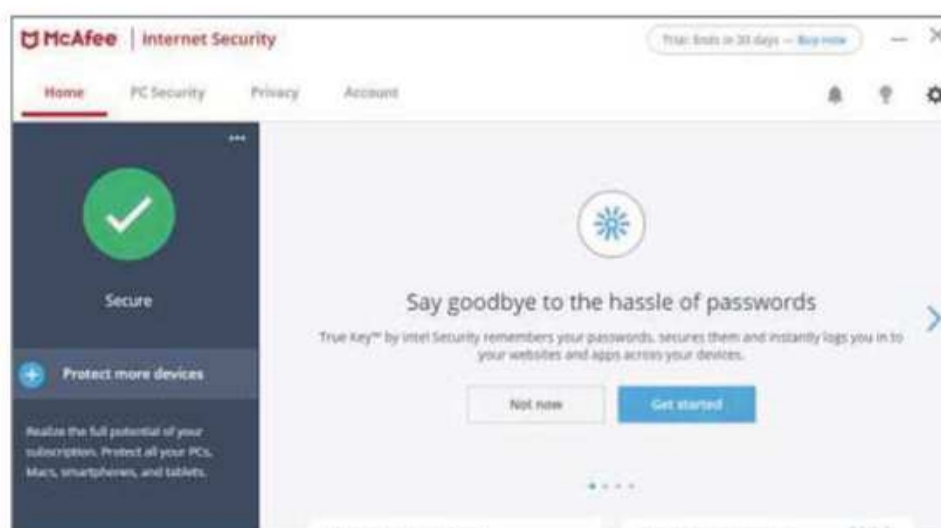 McAfee | Internet Security
Trial: Ends in 30 days — Buy now
Home PC Security Privacy Account
Secure
Say goodbye to the hassle of passwords
True Key™ by Intel Security remembers your passwords, secures them and instantly logs you in to
your websites and apps across your devices.
Protect more devices
Not now Get started
Realize the full potential of your
subscription. Protect all your PCs,
Macs, smartphones, and tablets.